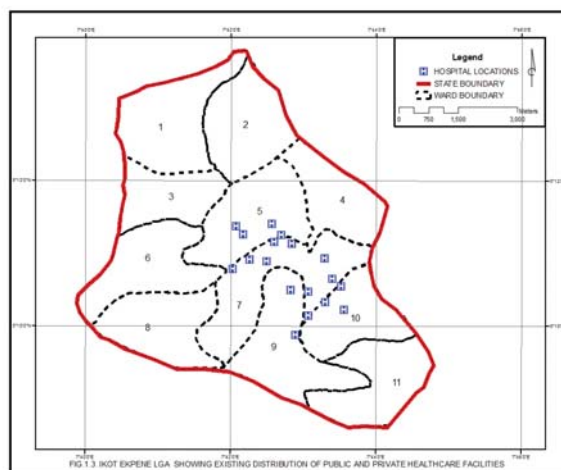 Legend
HOSPITAL LOCATIONS
STATE BOUNDARY
WARD BOUNDARY
Meters
0 750 1,500 3,000
1
2
3
4
5
6
7
8
9
10
11
FIG.1.3 IKOT EKPENE LGA SHOWING EXISTING DISTRIBUTION OF PUBLIC AND PRIVATE HEALTHCARE FACILITIES